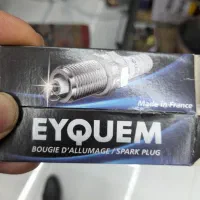 Made in France
EYQUEM
BOUGIE D'ALLUMAGE / SPARK PLUG